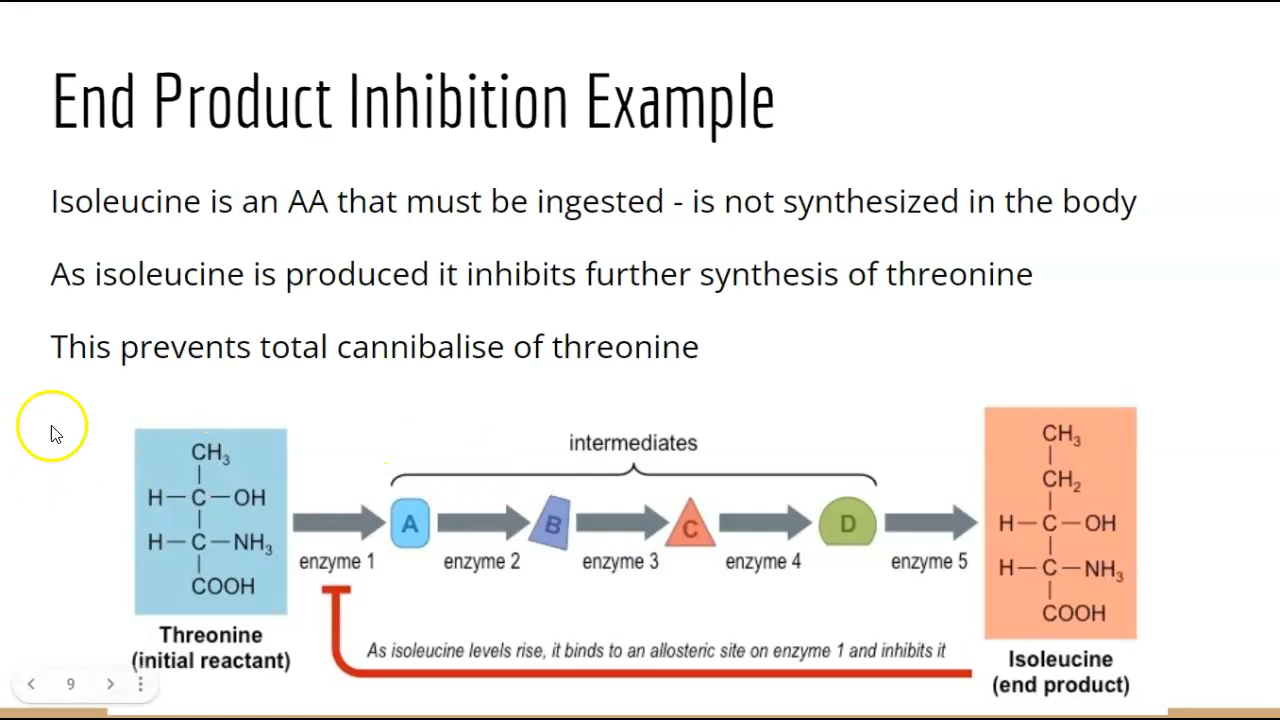 End Product Inhibition Example
Isoleucine is an AA that must be ingested - is not synthesized in the body
As isoleucine is produced it inhibits further synthesis of threonine
This prevents total cannibalise of threonine
intermediates
CH3
H—C—OH
H—C—NH3
COOH
Threonine
(initial reactant)
enzyme 1
A
enzyme 2
B
enzyme 3
C
enzyme 4
D
enzyme 5
CH3
CH2
H—C—OH
H—C—NH3
COOH
Isoleucine
(end product)
As isoleucine levels rise, it binds to an allosteric site on enzyme 1 and inhibits it
9